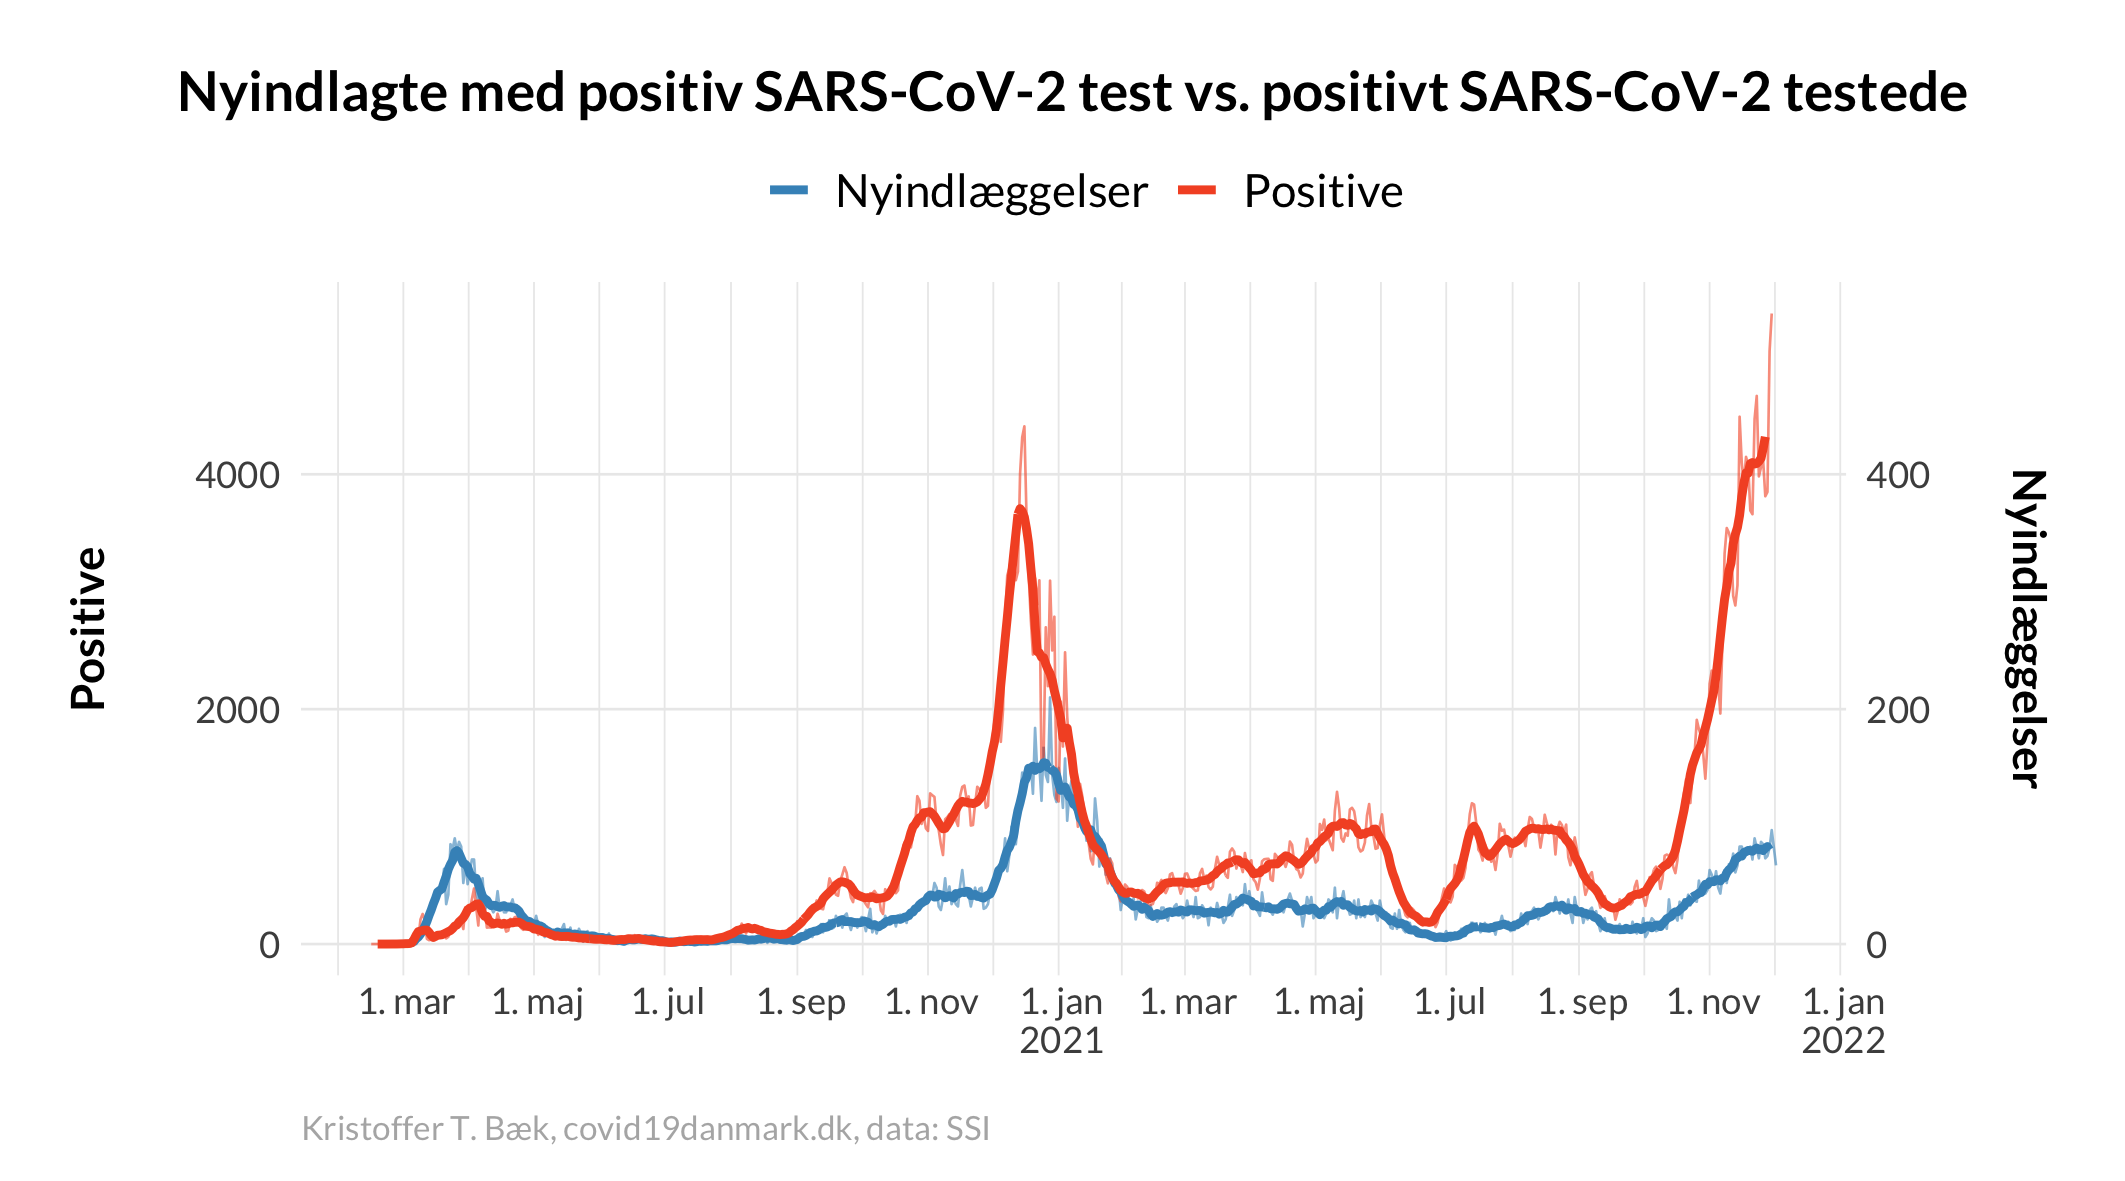 Nyindlagte med positiv SARS-CoV-2 test vs. positivt SARS-CoV-2 testede
Nyindlæggelser Positive
Positive
4000
2000
0
400
200
0
Nyindlæggelser
1. mar 1. maj 1. jul 1. sep 1. nov 1. jan 1. mar 1. maj 1. jul 1. sep 1. nov 1. jan
2021 2022
Kristoffer T. Bæk, covid19danmark.dk, data: SSI